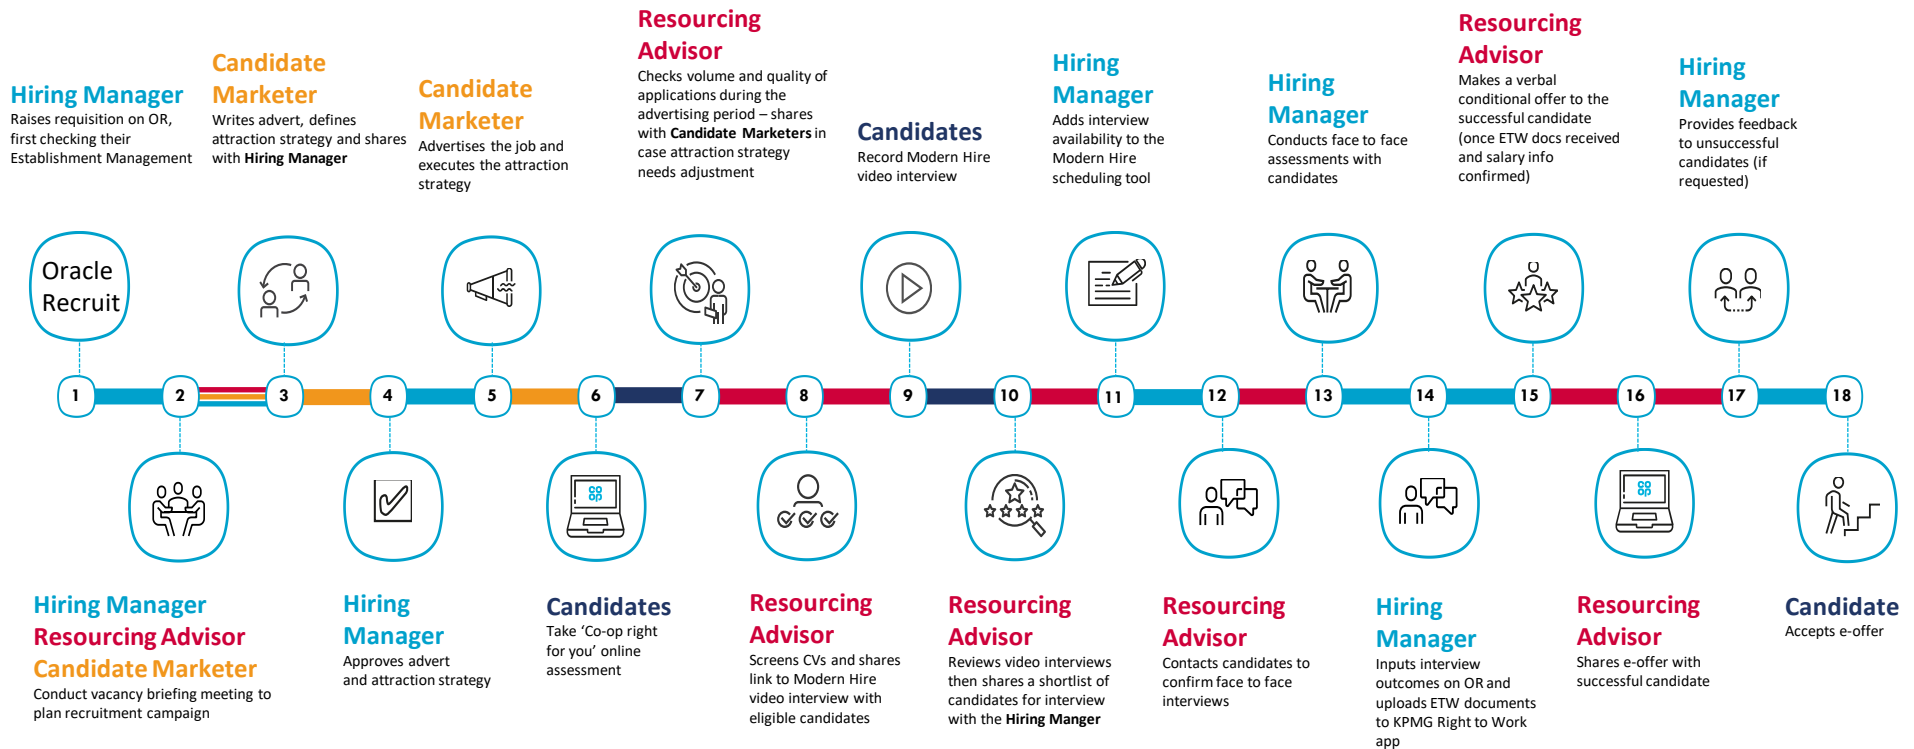 Hiring Manager
Raises requisition on OR,
first checking their
Establishment Management
Candidate
Marketer
Writes advert, defines
attraction strategy and shares
with Hiring Manager
Candidate
Marketer
Advertises the job and
executes the attraction
strategy
Resourcing
Advisor
Checks volume and quality of
applications during the
advertising period – shares
with Candidate Marketers in
case attraction strategy
needs adjustment
Candidates
Record Modern Hire
video interview
Hiring
Manager
Adds interview
availability to the
Modern Hire
scheduling tool
Hiring
Manager
Conducts face to face
assessments with
candidates
Resourcing
Advisor
Makes a verbal
conditional offer to the
successful candidate
(once ETW docs received
and salary info
confirmed)
Hiring
Manager
Provides feedback
to unsuccessful
candidates (if
requested)
Oracle
Recruit
1
2
3
4
5
6
7
8
9
10
11
12
13
14
15
16
17
18
co
op
co
op
Hiring Manager
Resourcing Advisor
Candidate Marketer
Conduct vacancy briefing meeting to
plan recruitment campaign
Hiring
Manager
Approves advert
and attraction strategy
Candidates
Take ‘Co-op right
for you’ online
assessment
Resourcing
Advisor
Screens CVs and shares
link to Modern Hire
video interview with
eligible candidates
Resourcing
Advisor
Reviews video interviews
then shares a shortlist of
candidates for interview
with the Hiring Manger
Resourcing
Advisor
Contacts candidates to
confirm face to face
interviews
Hiring
Manager
Inputs interview
outcomes on OR and
uploads ETW documents
to KPMG Right to Work
app
Resourcing
Advisor
Shares e-offer with
successful candidate
Candidate
Accepts e-offer